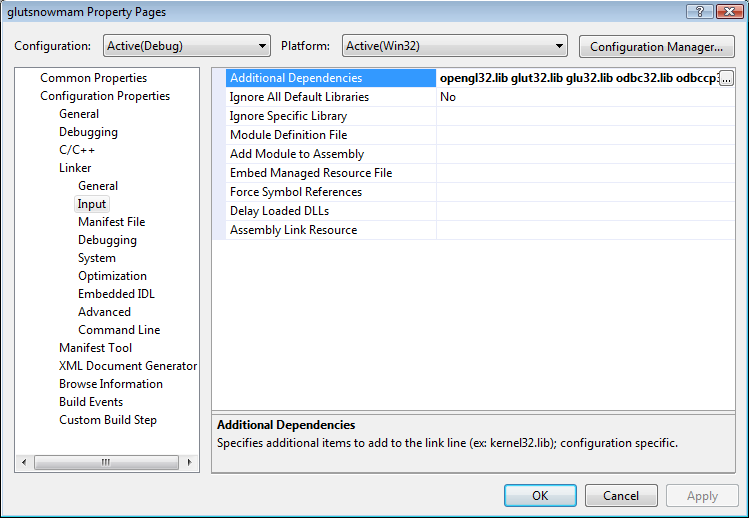 glutsnowmam Property Pages
Configuration: Active(Debug) Platform: Active(Win32) Configuration Manager...
Common Properties
Configuration Properties
General
Debugging
C/C++
Linker
General
Input
Manifest File
Debugging
System
Optimization
Embedded IDL
Advanced
Command Line
Manifest Tool
XML Document Generator
Browse Information
Build Events
Custom Build Step
Additional Dependencies opengl32.lib glut32.lib glu32.lib odbc32.lib odbccp3 ...
Ignore All Default Libraries No
Ignore Specific Library
Module Definition File
Add Module to Assembly
Embed Managed Resource File
Force Symbol References
Delay Loaded DLLs
Assembly Link Resource
Additional Dependencies
Specifies additional items to add to the link line (ex: kernel32.lib); configuration specific.
OK Cancel Apply